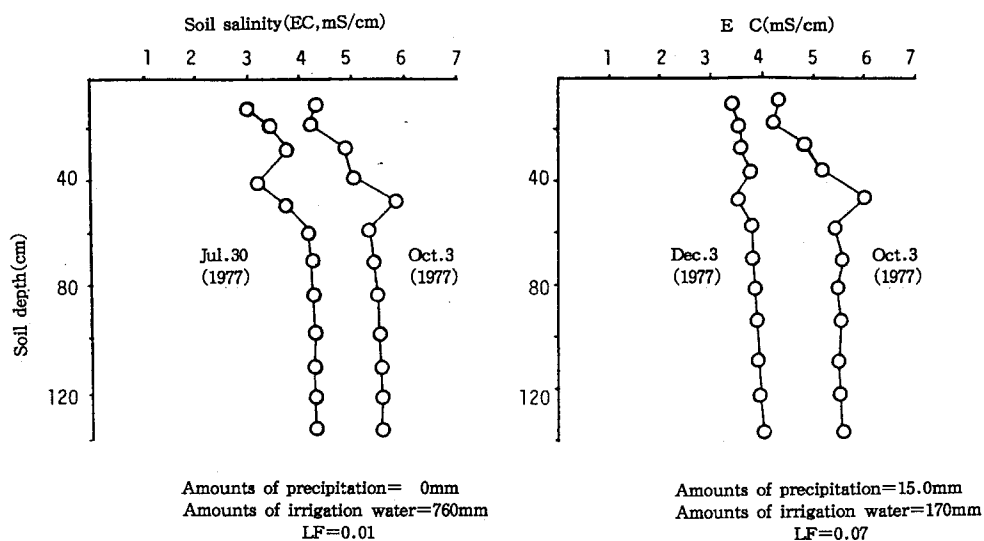 Soil salinity(EC,mS/cm)
1 2 3 4 5 6 7
Soil depth(cm)
40
80
120
Jul.30
(1977)
Oct.3
(1977)
Amounts of precipitation= 0mm
Amounts of irrigation water=760mm
LF=0.01
E C(mS/cm)
1 2 3 4 5 6 7
40
80
120
Dec.3
(1977)
Oct.3
(1977)
Amounts of precipitation=15.0mm
Amounts of irrigation water=170mm
LF=0.07